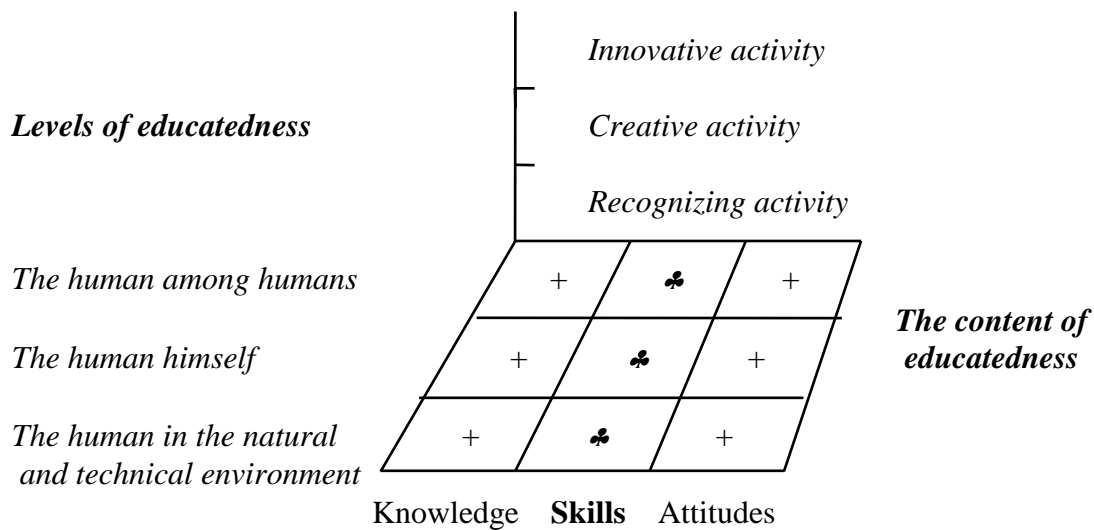 Innovative activity
Levels of educatedness
Creative activity
Recognizing activity
The human among humans
+ ♣ +
The content of
educatedness
The human himself
+ ♣ +
The human in the natural
and technical environment
+ ♣ +
Knowledge Skills Attitudes